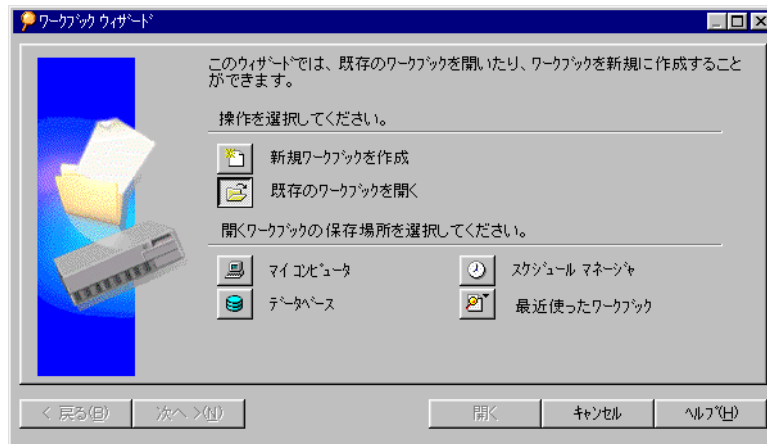 ワークブック ウィザード
このウィザードでは、既存のワークブックを開いたり、ワークブックを新規に作成すること
ができます。
操作を選択してください。
新規ワークブックを作成
既存のワークブックを開く
開くワークブックの保存場所を選択してください。
マイ コンピュータ
スケジュール マネージャ
データベース
最近使ったワークブック
< 戻る(B)
次へ >(N)
開く
キャンセル
ヘルプ(H)